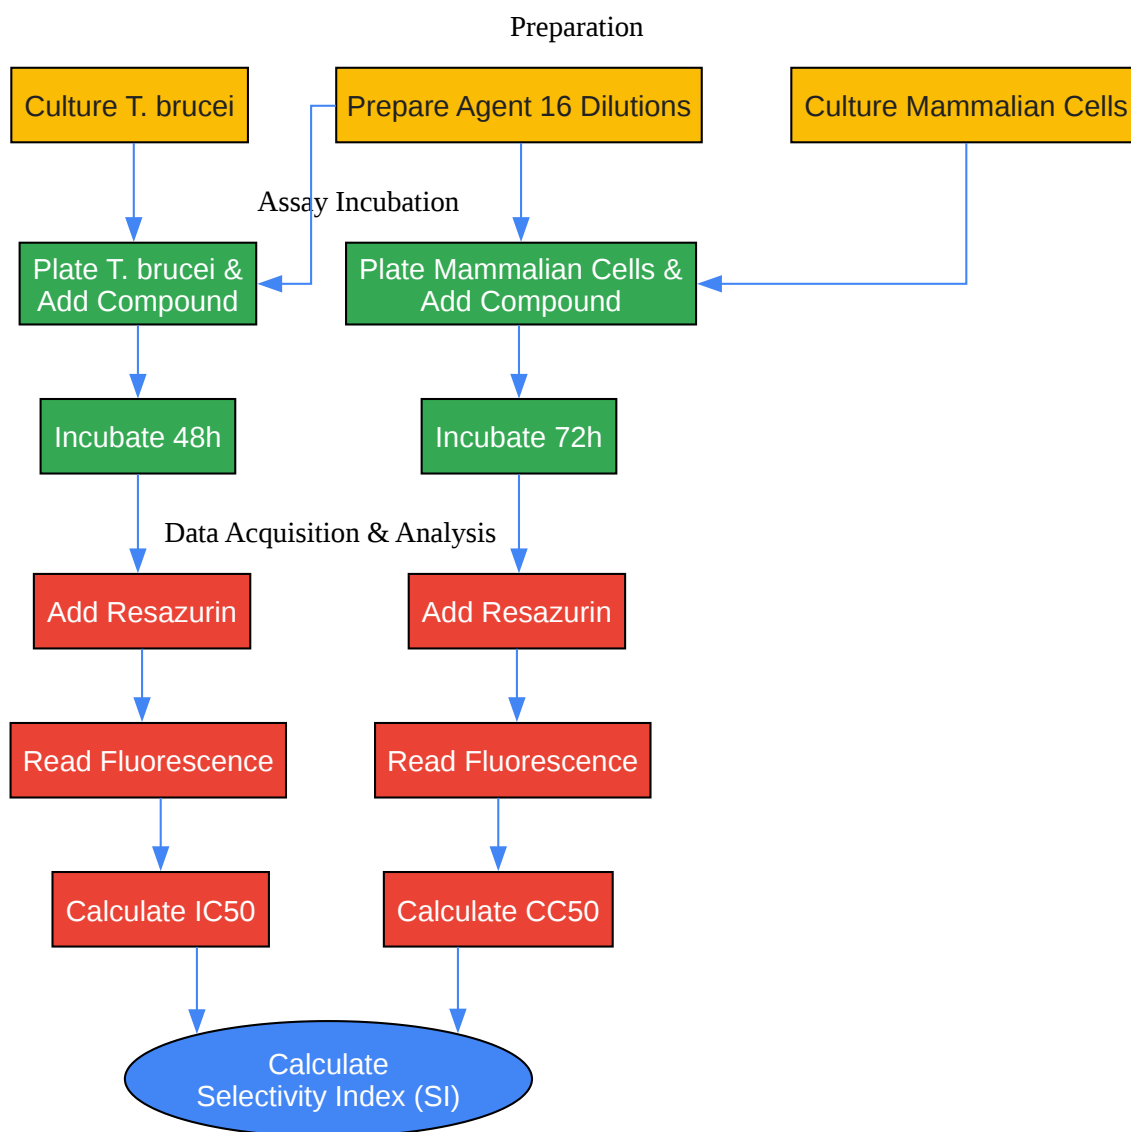 Preparation
Culture T. brucei
Prepare Agent 16 Dilutions
Culture Mammalian Cells
Assay Incubation
Plate T. brucei &
Add Compound
Plate Mammalian Cells &
Add Compound
Incubate 48h
Incubate 72h
Data Acquisition & Analysis
Add Resazurin
Add Resazurin
Read Fluorescence
Read Fluorescence
Calculate IC50
Calculate CC50
Calculate
Selectivity Index (SI)